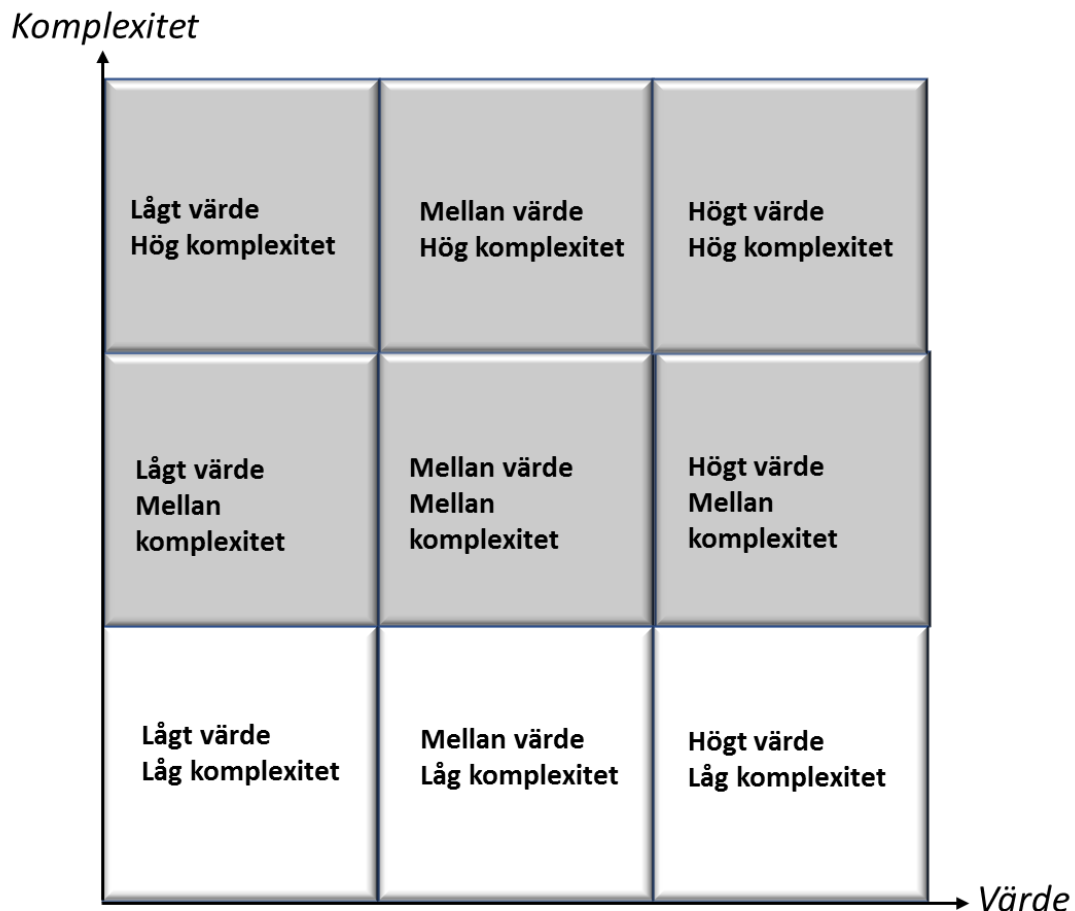 Komplexitet
Lågt värde
Hög komplexitet
Mellan värde
Hög komplexitet
Högt värde
Hög komplexitet
Lågt värde
Mellan
komplexitet
Mellan värde
Mellan
komplexitet
Högt värde
Mellan
komplexitet
Lågt värde
Låg komplexitet
Mellan värde
Låg komplexitet
Högt värde
Låg komplexitet
Värde